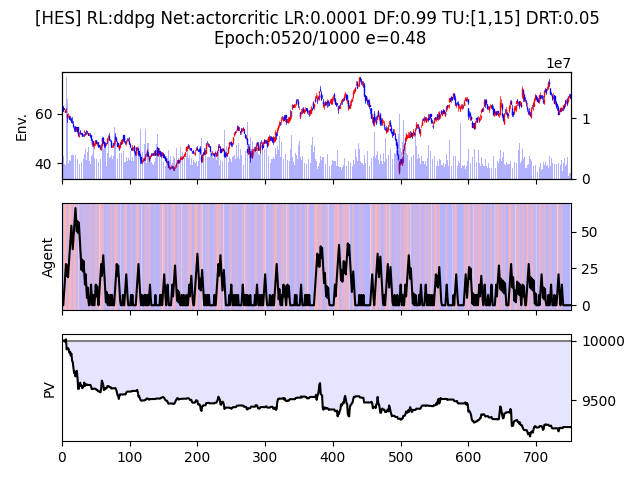 [HES] RL:ddpg Net:actorcritic LR:0.0001 DF:0.99 TU:[1,15] DRT:0.05
Epoch:0520/1000 e=0.48
1e7
Env.
60
40
1
0
Agent
50
25
0
PV
10000
9500
0 100 200 300 400 500 600 700